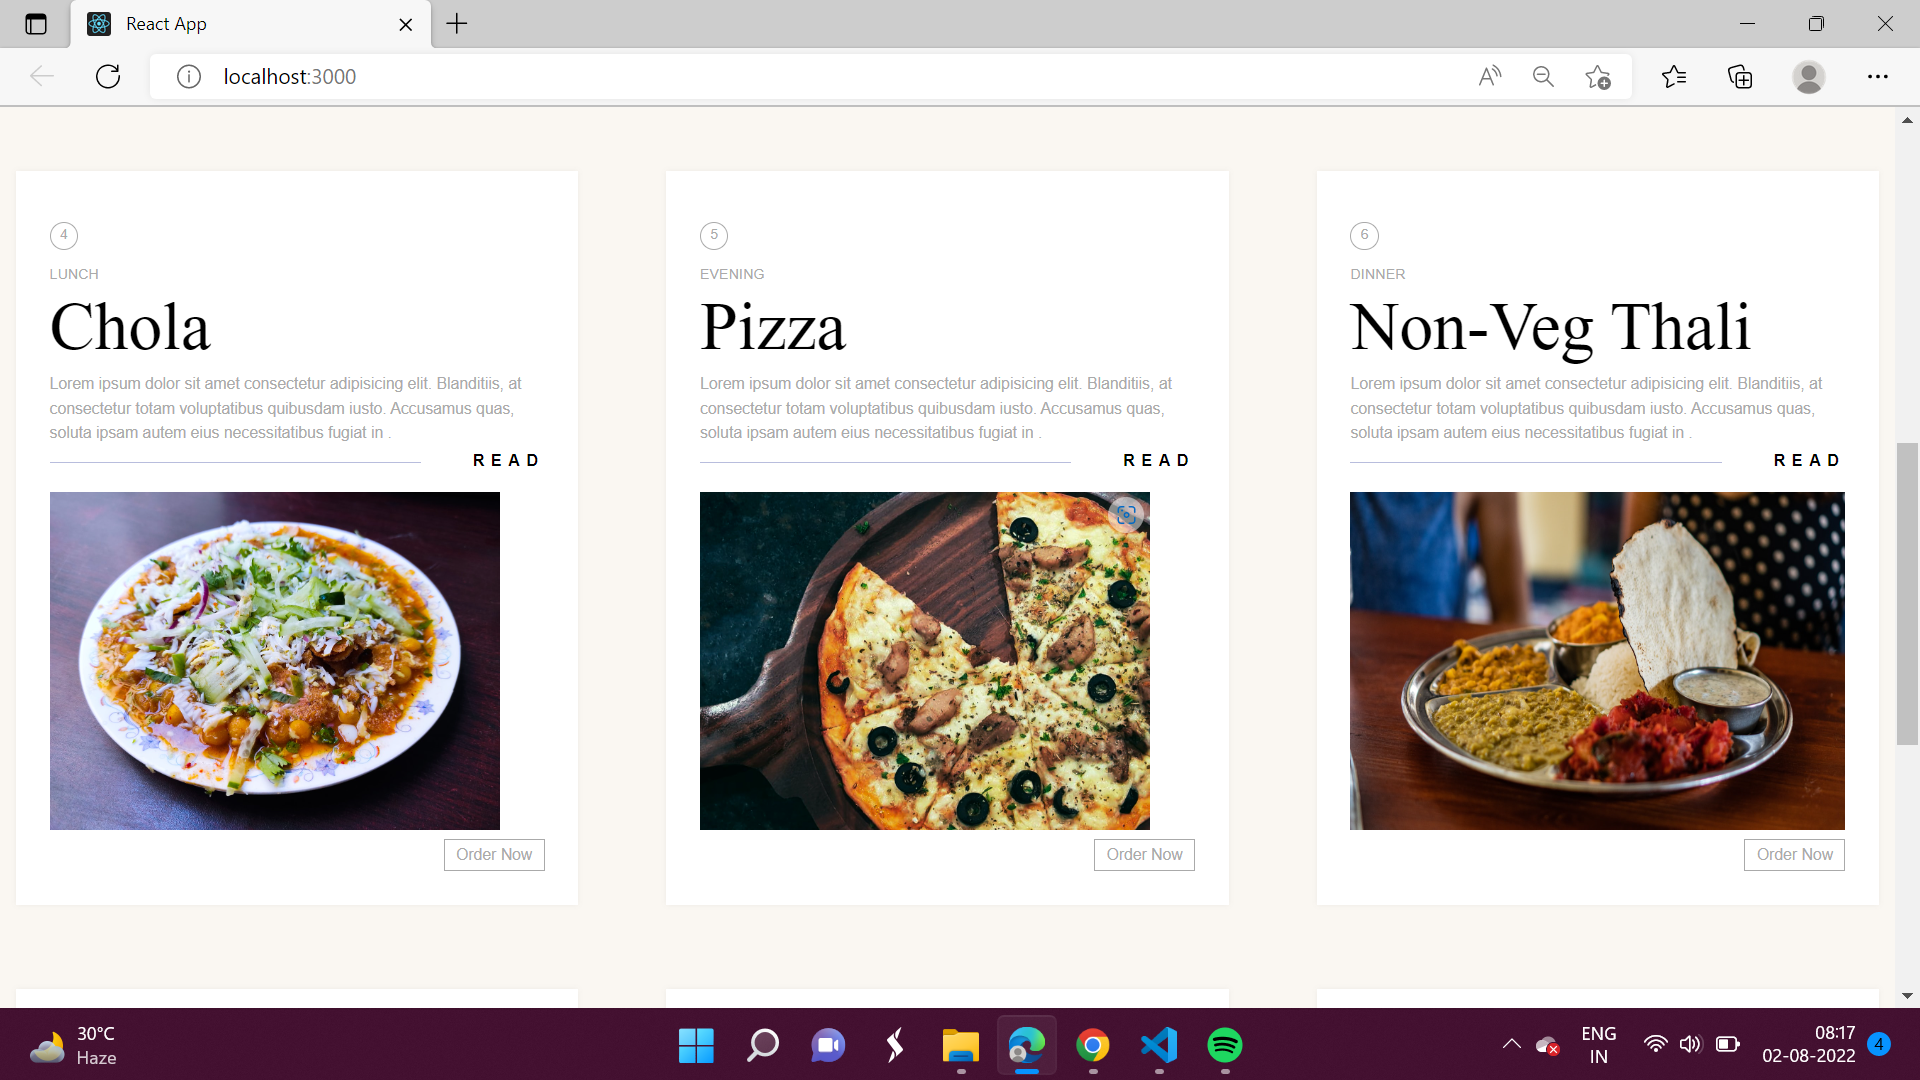 React App
localhost:3000
4
LUNCH
Chola
Lorem ipsum dolor sit amet consectetur adipisicing elit. Blanditiis, at
consectetur totam voluptatibus quibusdam iusto. Accusamus quas,
soluta ipsam autem eius necessitatibus fugiat in .
READ
Order Now
5
EVENING
Pizza
Lorem ipsum dolor sit amet consectetur adipisicing elit. Blanditiis, at
consectetur totam voluptatibus quibusdam iusto. Accusamus quas,
soluta ipsam autem eius necessitatibus fugiat in .
READ
Order Now
6
DINNER
Non-Veg Thali
Lorem ipsum dolor sit amet consectetur adipisicing elit. Blanditiis, at
consectetur totam voluptatibus quibusdam iusto. Accusamus quas,
soluta ipsam autem eius necessitatibus fugiat in .
READ
Order Now
30°C
Haze
ENG
IN
08:17
02-08-2022
4